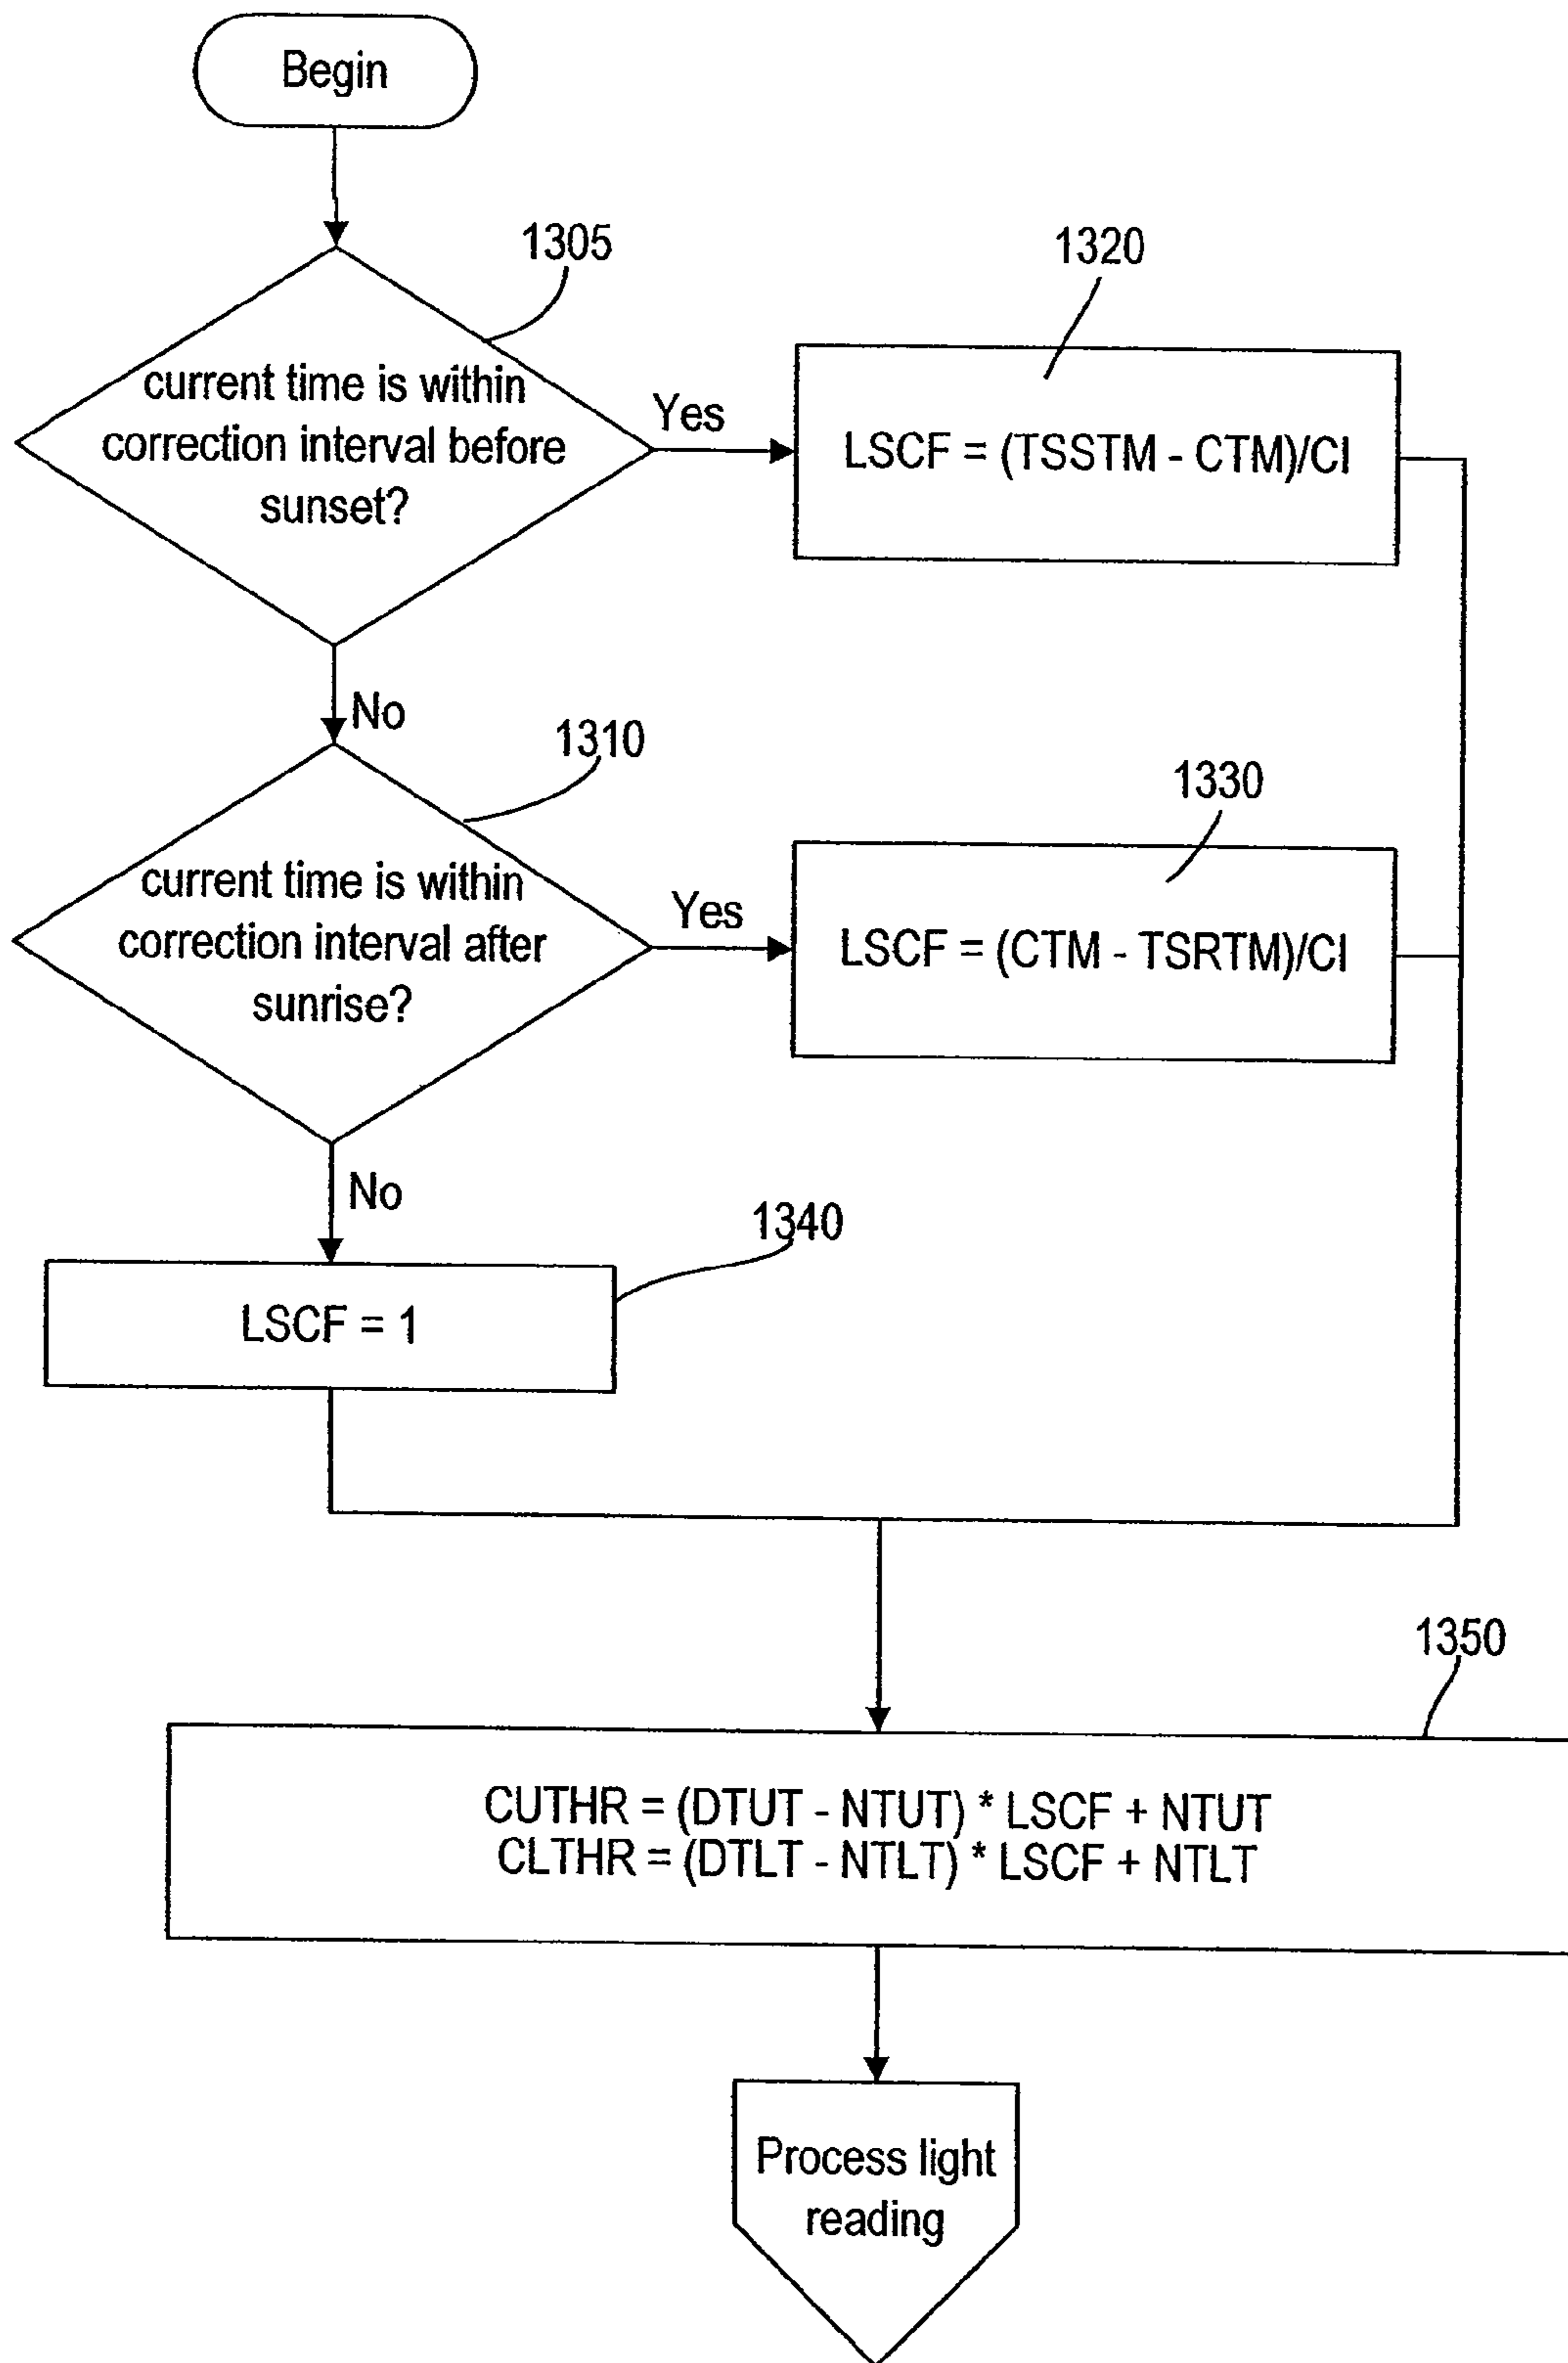 Begin
1305
current time is within
correction interval before
sunset?
Yes
1320
LSCF = (TSSTM - CTM)/CI
No
1310
current time is within
correction interval after
sunrise?
Yes
1330
LSCF = (CTM - TSRTM)/CI
No
1340
LSCF = 1
1350
CUTHR = (DTUT - NTUT) * LSCF + NTUT
CLTHR = (DTLT - NTLT) * LSCF + NTLT
Process light
reading